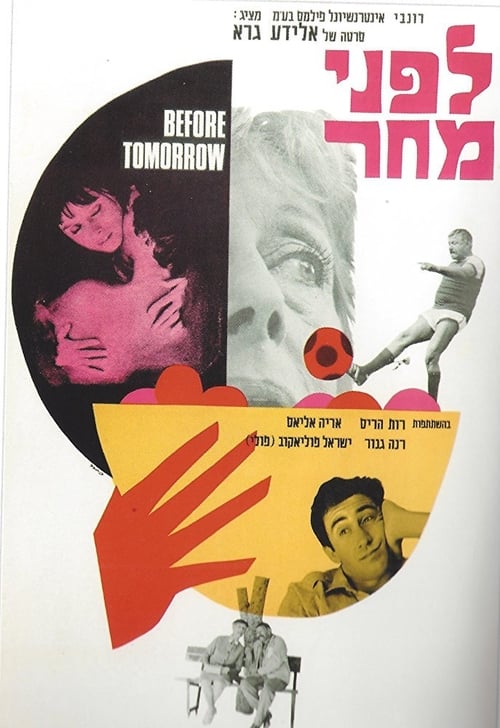 רונבי אינטרנשיונל פילמס בע״מ מציג:
סרטה של אלידע גרא
לפני
מחר
BEFORE
TOMORROW
בהשתתפות רות הריס אריה אליאס
רנה גנור ישראל פוליאקוב (פולי)